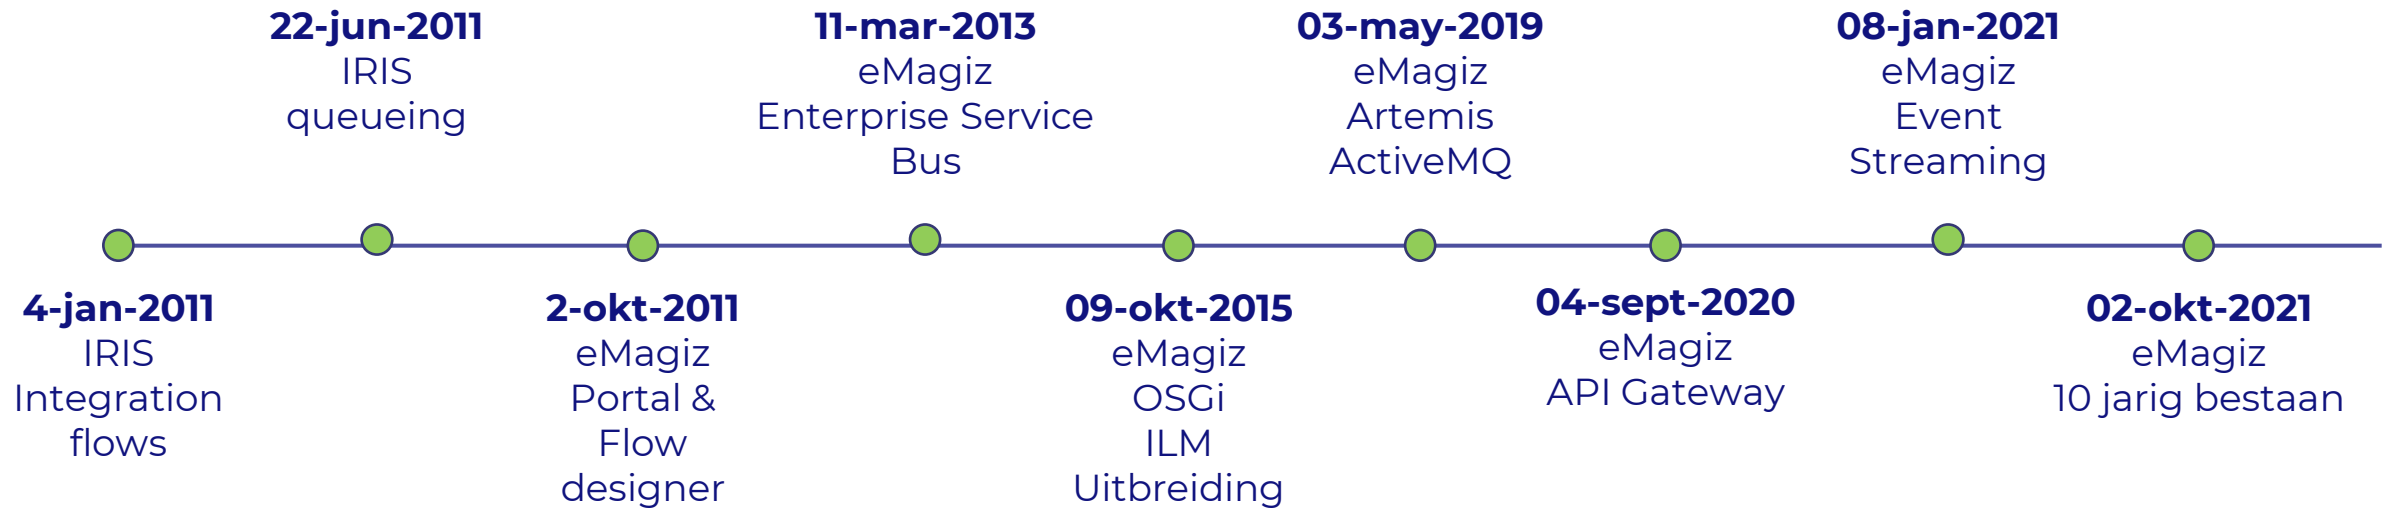 22-jun-2011
IRIS
queueing
11-mar-2013
eMagiz
Enterprise Service
Bus
03-may-2019
eMagiz
Artemis
ActiveMQ
08-jan-2021
eMagiz
Event
Streaming
4-jan-2011
IRIS
Integration
flows
2-okt-2011
eMagiz
Portal &
Flow
designer
09-okt-2015
eMagiz
OSGi
ILM
Uitbreiding
04-sept-2020
eMagiz
API Gateway
02-okt-2021
eMagiz
10 jarig bestaan